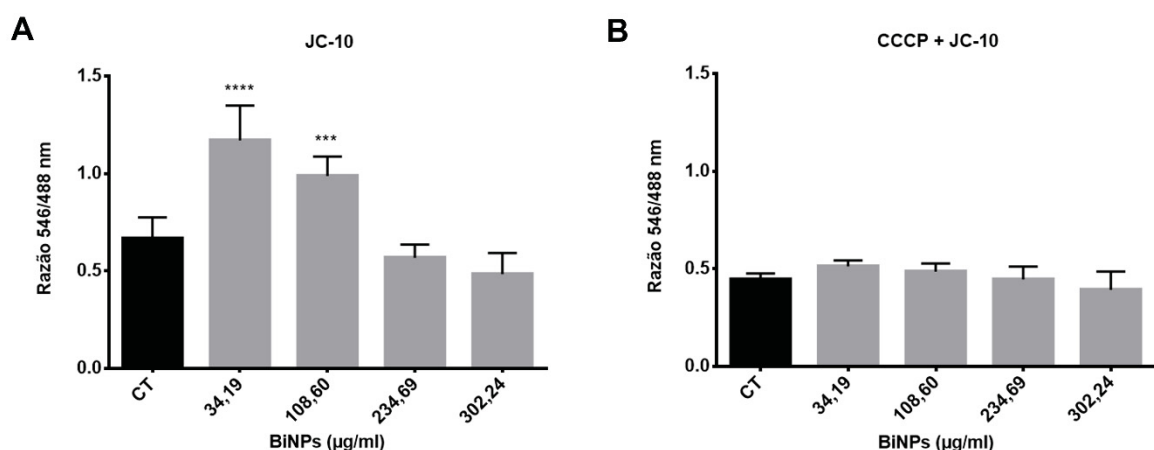 A
JC-10
Razão 546/488 nm
1.5
1.0
0.5
0.0
****
***
CT
34,19
108,60
234,69
302,24
BiNPs (µg/ml)
B
CCCP + JC-10
Razão 546/488 nm
1.5
1.0
0.5
0.0
CT
34,19
108,60
234,69
302,24
BiNPs (µg/ml)